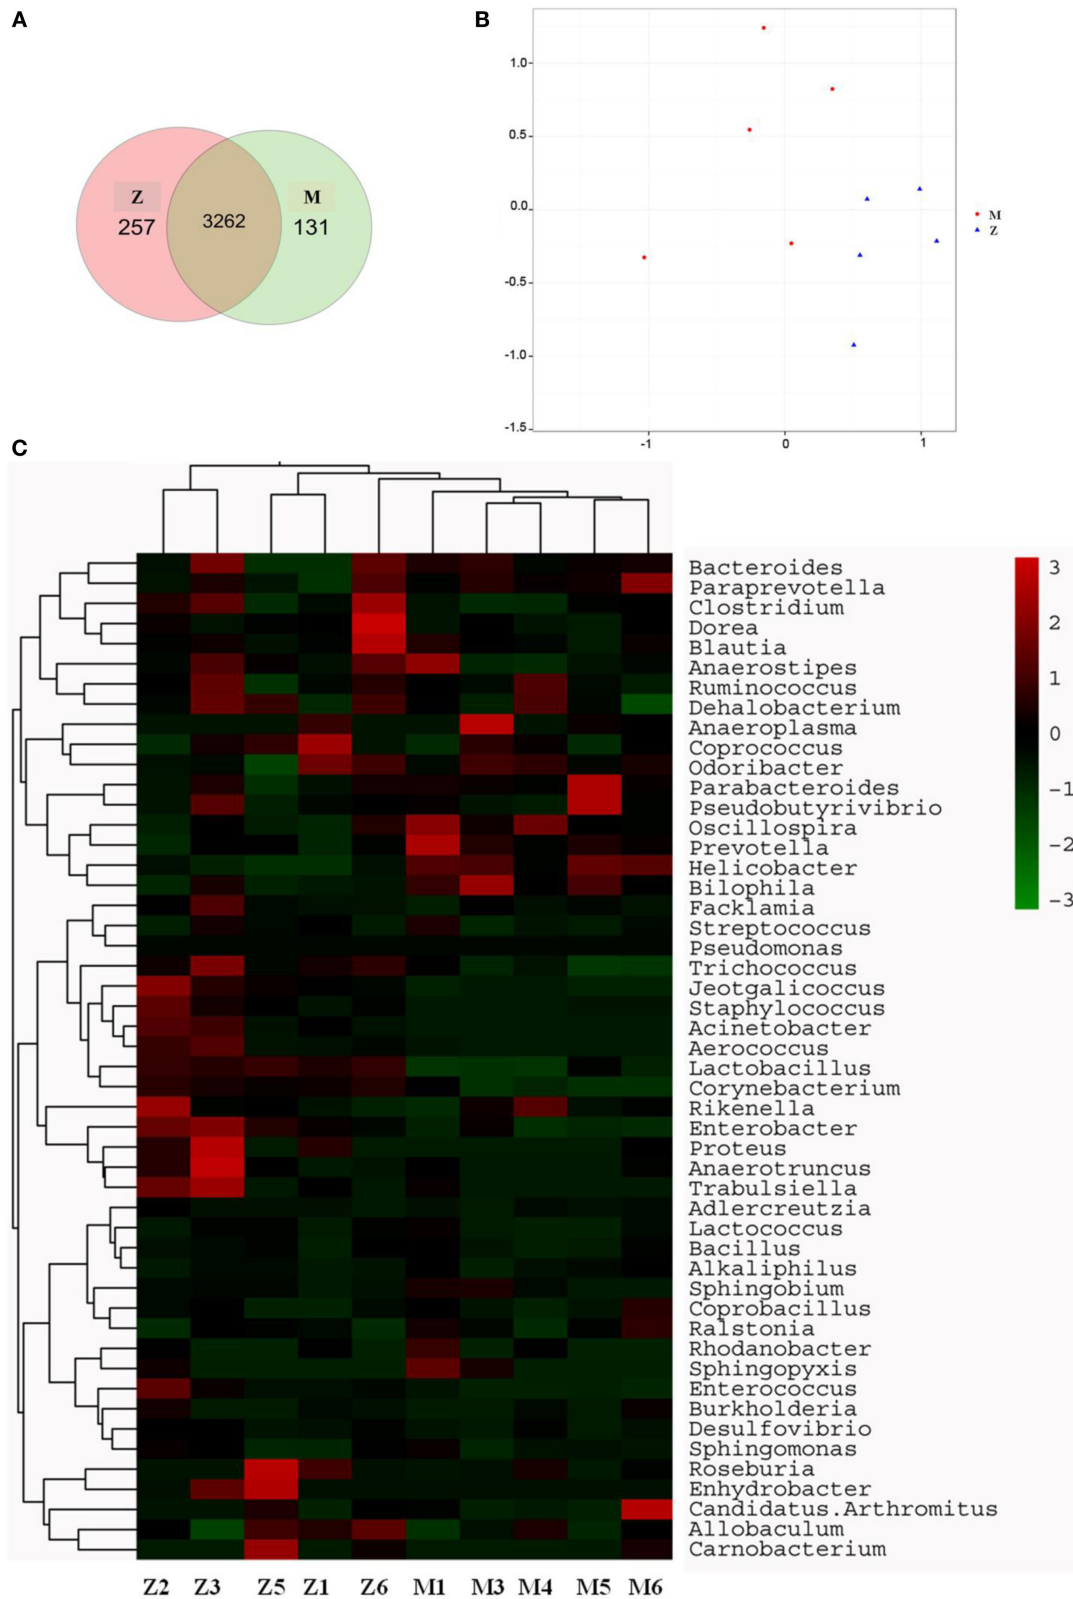 A
B
Z
M
257
3262
131
1.0
0.5
0.0
-0.5
-1.0
-1.5
-1
0
1
M
Z
C
Bacteroides
Paraprevotella
Clostridium
Dorea
Blautia
Anaerostipes
Ruminococcus
Dehalobacterium
Anaeroplasma
Coprococcus
Odoribacter
Parabacteroides
Pseudobutyrivibrio
Oscillospira
Prevotella
Helicobacter
Bilophila
Facklamia
Streptococcus
Pseudomonas
Trichococcus
Jeotgalicoccus
Staphylococcus
Acinetobacter
Aerococcus
Lactobacillus
Corynebacterium
Rikenella
Enterobacter
Proteus
Anaerotruncus
Trabulsiella
Adlercreutzia
Lactococcus
Bacillus
Alkaliphilus
Sphingobium
Coprobacillus
Ralstonia
Rhodanobacter
Sphingopyxis
Enterococcus
Burkholderia
Desulfovibrio
Sphingomonas
Roseburia
Enhydrobacter
Candidatus.Arthromitus
Allobaculum
Carnobacterium
3
2
1
0
-1
-2
-3
Z2 Z3 Z5 Z1 Z6 M1 M3 M4 M5 M6